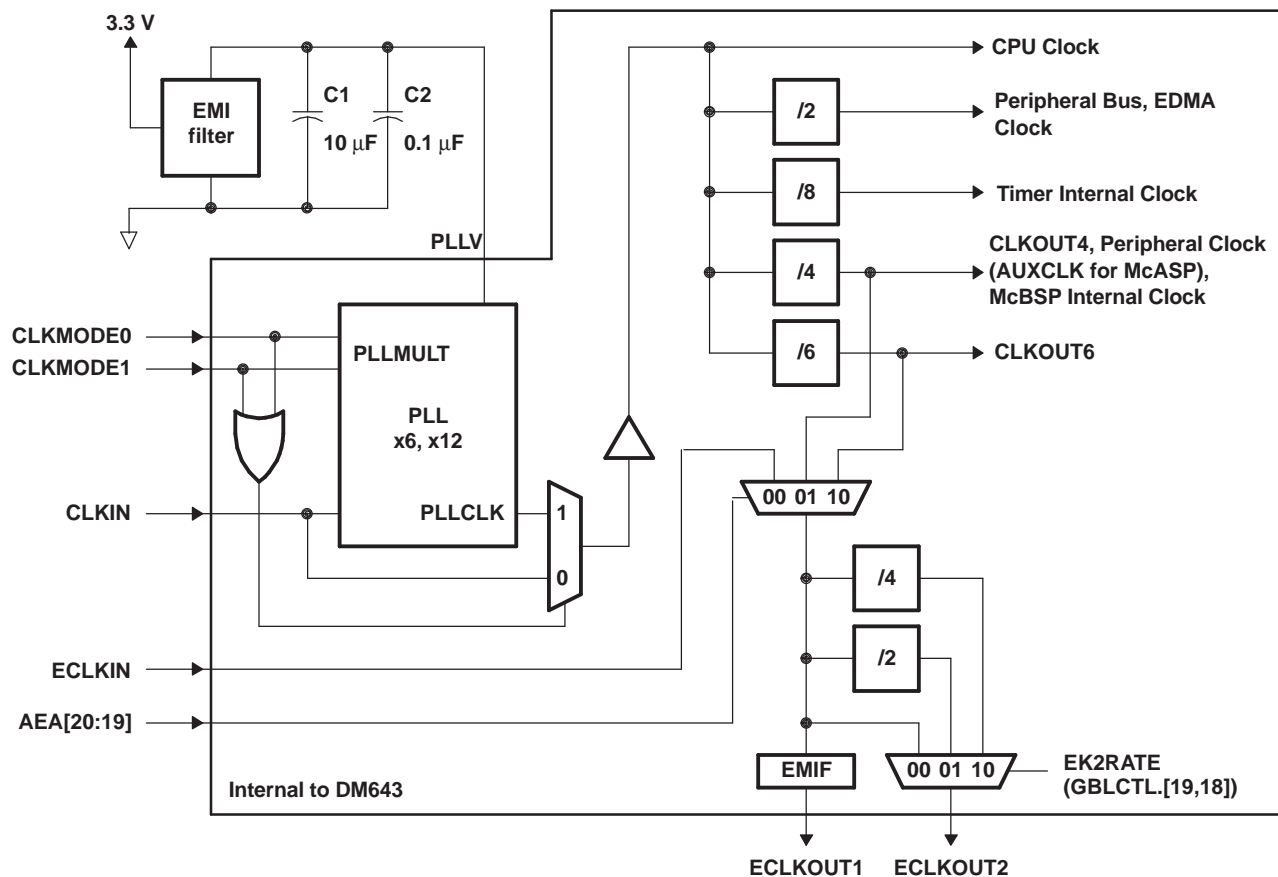 3.3 V
CPU Clock
EMI
filter
C1
10 μF
C2
0.1 μF
/2
Peripheral Bus, EDMA
Clock
/8
Timer Internal Clock
PLLV
/4
CLKOUT4, Peripheral Clock
(AUXCLK for McASP),
McBSP Internal Clock
CLKMODE0
CLKMODE1
PLLMULT
/6
CLKOUT6
PLL
x6, x12
00 01 10
CLKIN
PLLCLK
1
0
/4
/2
ECLKIN
AEA[20:19]
EMIF
00 01 10
EK2RATE
(GBLCTL.[19,18])
Internal to DM643
ECLKOUT1
ECLKOUT2